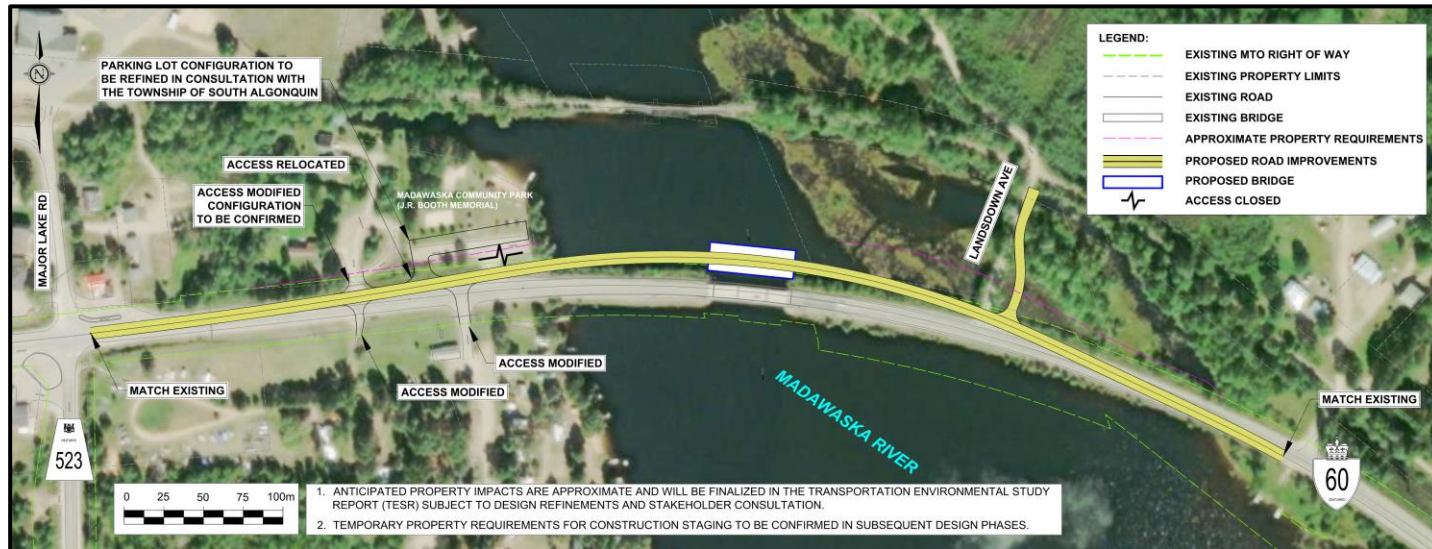 N
PARKING LOT CONFIGURATION TO
BE REFINED IN CONSULTATION WITH
THE TOWNSHIP OF SOUTH ALGONQUIN
ACCESS RELOCATED
ACCESS MODIFIED
CONFIGURATION
TO BE CONFIRMED
MADAWASKA COMMUNITY PARK
(J.R. BOOTH MEMORIAL)
MAJOR LAKE RD
MATCH EXISTING
ACCESS MODIFIED
ACCESS MODIFIED
MADAWASKA RIVER
LANDSDOWN AVE
MATCH EXISTING
ONTARIO
523
60
ONTARIO
LEGEND:
EXISTING MTO RIGHT OF WAY
EXISTING PROPERTY LIMITS
EXISTING ROAD
EXISTING BRIDGE
APPROXIMATE PROPERTY REQUIREMENTS
PROPOSED ROAD IMPROVEMENTS
PROPOSED BRIDGE
ACCESS CLOSED
0 25 50 75 100m
1. ANTICIPATED PROPERTY IMPACTS ARE APPROXIMATE AND WILL BE FINALIZED IN THE TRANSPORTATION ENVIRONMENTAL STUDY
REPORT (TESR) SUBJECT TO DESIGN REFINEMENTS AND STAKEHOLDER CONSULTATION.
2. TEMPORARY PROPERTY REQUIREMENTS FOR CONSTRUCTION STAGING TO BE CONFIRMED IN SUBSEQUENT DESIGN PHASES.